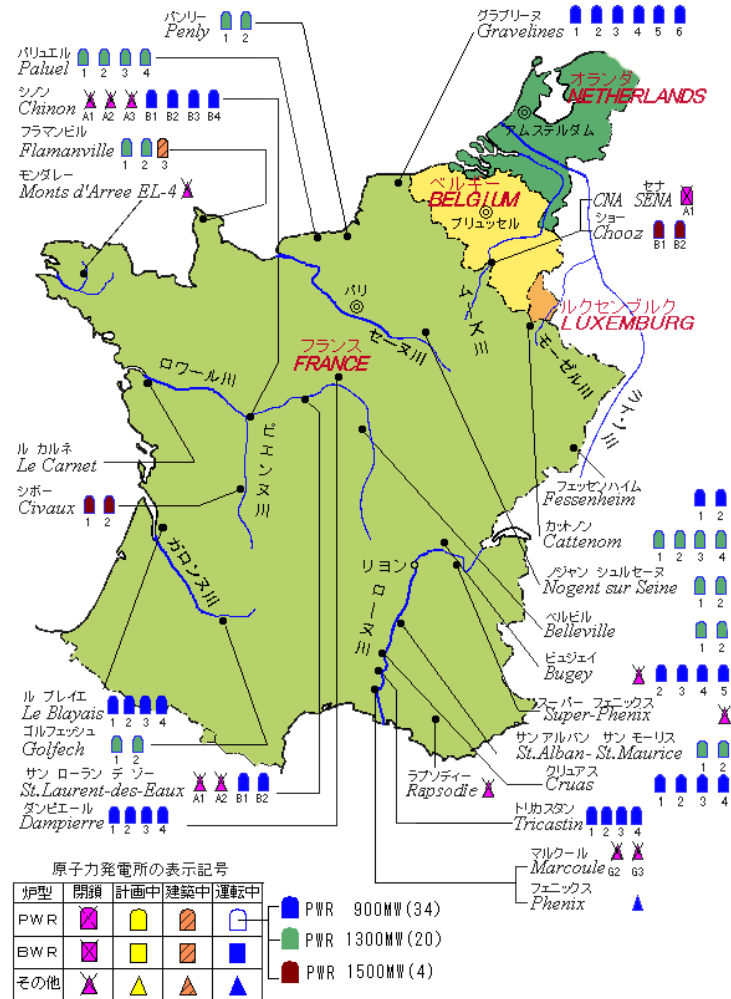 パンリー
Penly
1 2
グラブリーヌ
Gravelines
1 2 3 4 5 6
パリュエル
Paluel
1 2 3 4
シノン
Chinon
A1 A2 A3 B1 B2 B3 B4
フラマンビル
Flamanville
1 2 3
モンダレー
Monts d'Arree EL-4
オランダ
NETHERLANDS
アムステルダム
ベルギー
BELGIUM
ブリュッセル
セナ
CNA SENA
A1
ショー
Chooz
B1 B2
ルクセンブルク
LUXEMBURG
パリ
セーヌ川
ムーズ川
モーゼル川
ライン川
フランス
FRANCE
ロワール川
ビエンヌ川
ガロンヌ川
リヨン
ローヌ川
ル カルネ
Le Carnet
シボー
Civaux
1 2
フェッセンハイム
Fessenheim
1 2
カットノン
Cattenom
1 2 3 4
ノジャン シュルセーヌ
Nogent sur Seine
1 2
ベルビル
Belleville
1 2
ビュジェイ
Bugey
2 3 4 5
スーパー フェニックス
Super-Phenix
サン アルバン サン モーリス
St.Alban-St.Maurice
1 2
クリュアス
Cruas
1 2 3 4
トリカスタン
Tricastin
1 2 3 4
マルクール
Marcoule
G2 G3
フェニックス
Phenix
ラプソディー
Rapsodie
ル ブレイエ
Le Blayais
1 2 3 4
ゴルフェッシュ
Golfech
1 2
サン ローラン デ ゾー
St.Laurent-des-Eaux
A1 A2 B1 B2
ダンピエール
Dampierre
1 2 3 4
原子力発電所の表示記号
炉型 閉鎖 計画中 建築中 運転中
PWR
BWR
その他
PWR 900MW(34)
PWR 1300MW(20)
PWR 1500MW(4)